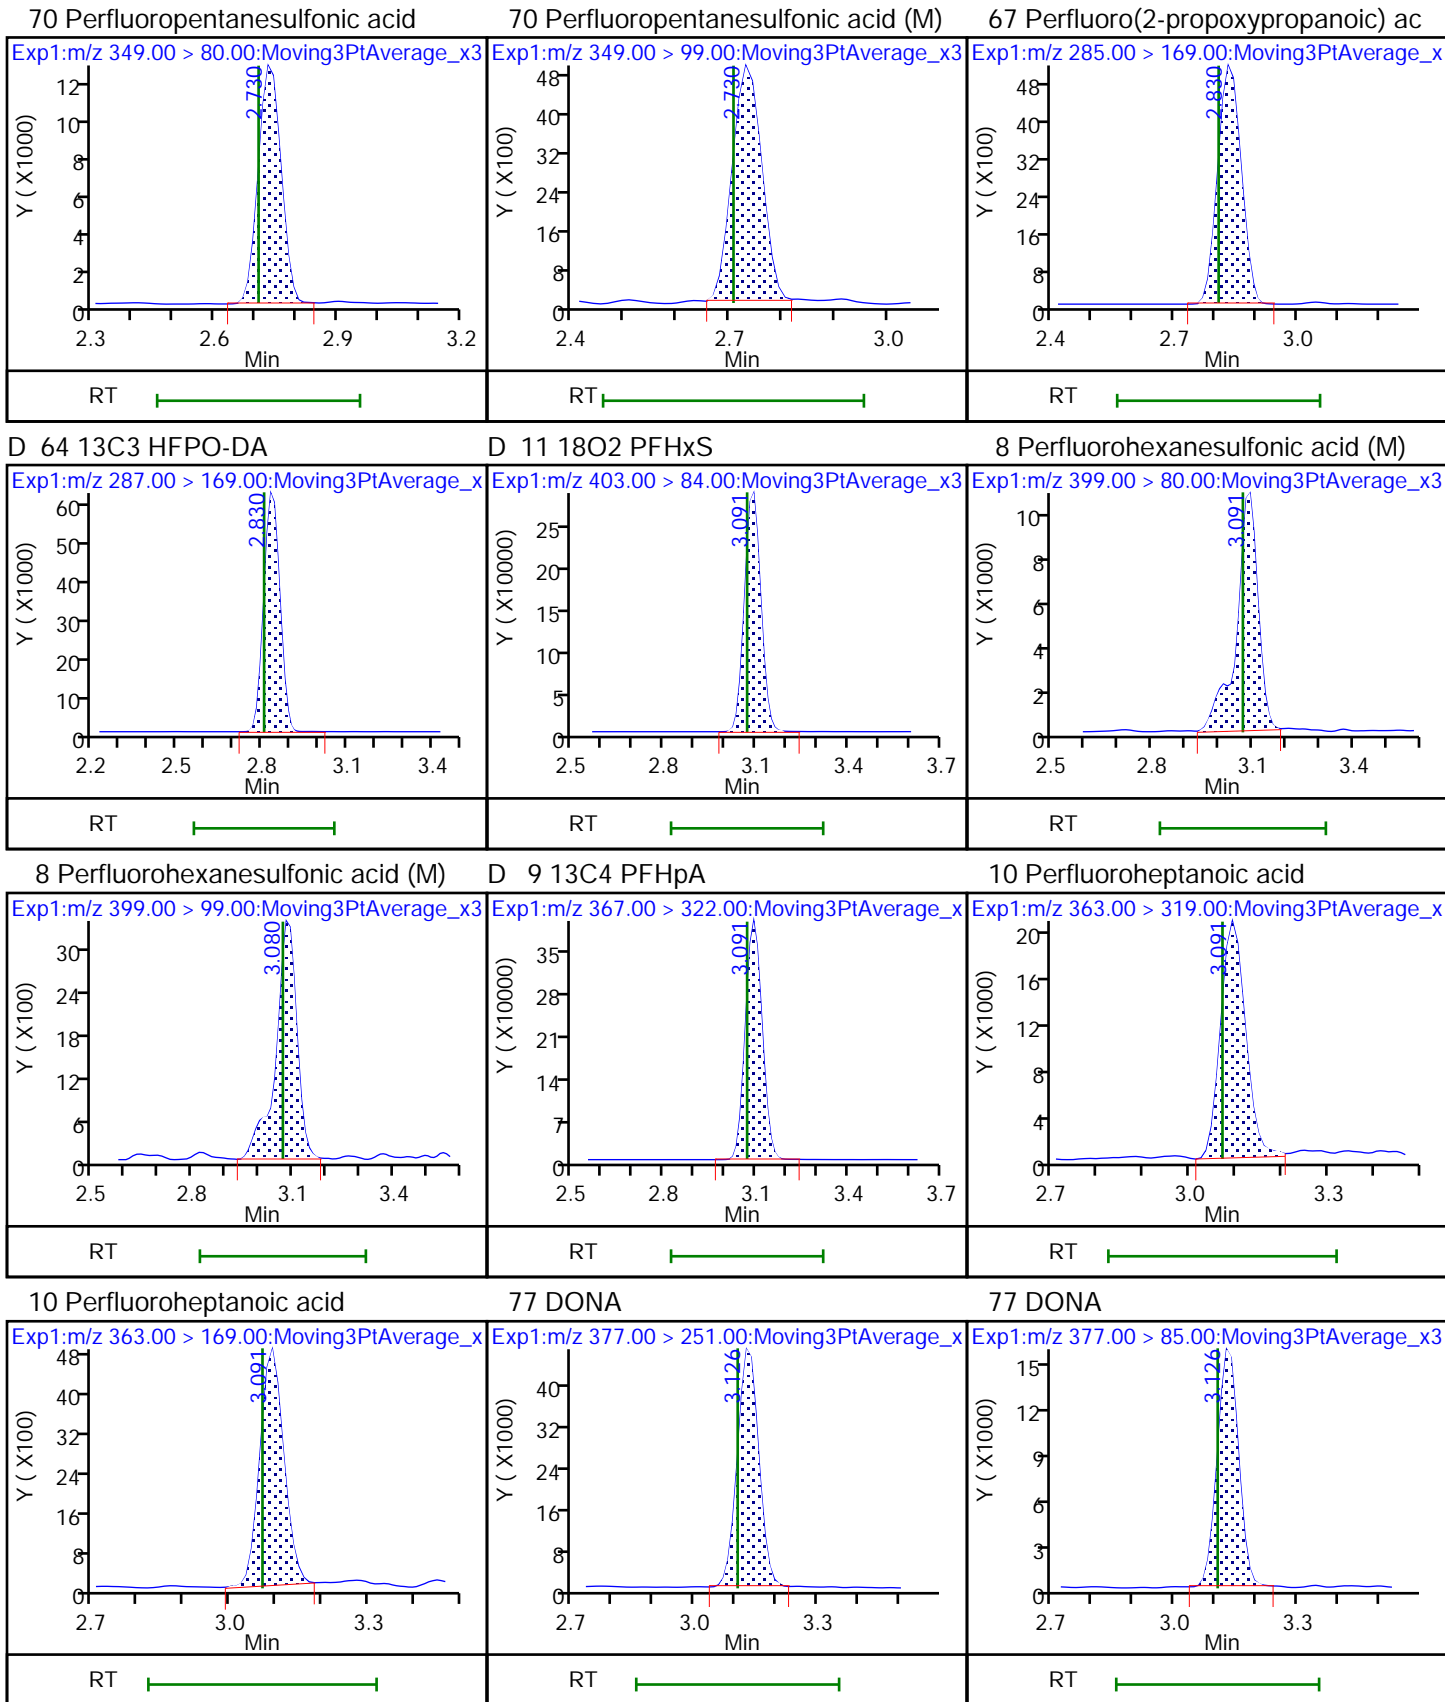 70 Perfluoropentanesulfonic acid
Exp1:m/z 349.00 > 80.00:Moving3PtAverage_x3
2.730
Y ( X1000)
12
10
8
6
4
2
0
2.3 2.6 2.9 3.2
Min
RT
70 Perfluoropentanesulfonic acid (M)
Exp1:m/z 349.00 > 99.00:Moving3PtAverage_x3
2.730
Y ( X100)
48
40
32
24
16
8
0
2.4 2.7 3.0
Min
RT
67 Perfluoro(2-propoxypropanoic) ac
Exp1:m/z 285.00 > 169.00:Moving3PtAverage_x
2.830
Y ( X100)
48
40
32
24
16
8
0
2.4 2.7 3.0
Min
RT
D 64 13C3 HFPO-DA
Exp1:m/z 287.00 > 169.00:Moving3PtAverage_x
2.830
Y ( X1000)
60
50
40
30
20
10
0
2.2 2.5 2.8 3.1 3.4
Min
RT
D 11 18O2 PFHxS
Exp1:m/z 403.00 > 84.00:Moving3PtAverage_x3
3.091
Y ( X10000)
25
20
15
10
5
0
2.5 2.8 3.1 3.4 3.7
Min
RT
8 Perfluorohexanesulfonic acid (M)
Exp1:m/z 399.00 > 80.00:Moving3PtAverage_x3
3.091
Y ( X1000)
10
8
6
4
2
0
2.5 2.8 3.1 3.4
Min
RT
8 Perfluorohexanesulfonic acid (M)
Exp1:m/z 399.00 > 99.00:Moving3PtAverage_x3
3.080
Y ( X100)
30
24
18
12
6
0
2.5 2.8 3.1 3.4
Min
RT
D 9 13C4 PFHpA
Exp1:m/z 367.00 > 322.00:Moving3PtAverage_x
3.091
Y ( X10000)
35
28
21
14
7
0
2.5 2.8 3.1 3.4 3.7
Min
RT
10 Perfluoroheptanoic acid
Exp1:m/z 363.00 > 319.00:Moving3PtAverage_x
3.091
Y ( X1000)
20
16
12
8
4
0
2.7 3.0 3.3
Min
RT
10 Perfluoroheptanoic acid
Exp1:m/z 363.00 > 169.00:Moving3PtAverage_x
3.091
Y ( X100)
48
40
32
24
16
8
0
2.7 3.0 3.3
Min
RT
77 DONA
Exp1:m/z 377.00 > 251.00:Moving3PtAverage_x
3.126
Y ( X1000)
40
32
24
16
8
0
2.7 3.0 3.3
Min
RT
77 DONA
Exp1:m/z 377.00 > 85.00:Moving3PtAverage_x3
3.126
Y ( X1000)
15
12
9
6
3
0
2.7 3.0 3.3
Min
RT